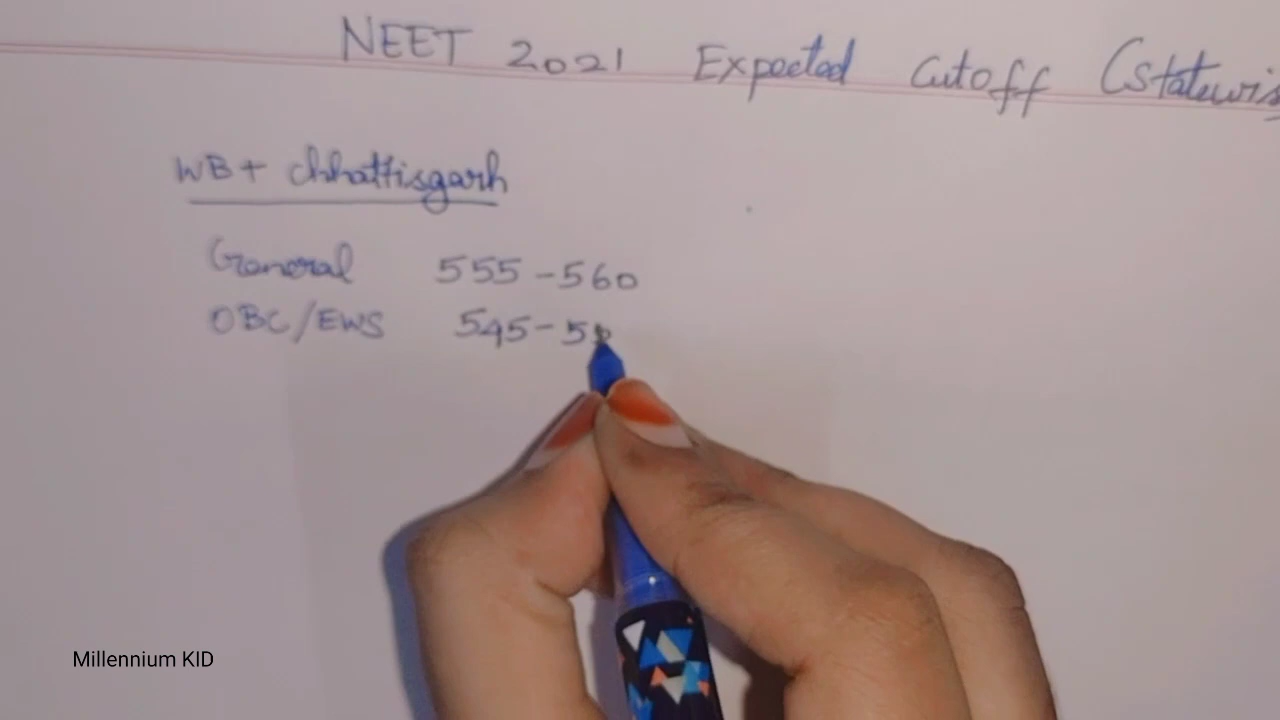 NEET 2021 Expected Cutoff (Statewis
WB+ Chhattisgarh
General 555-560
OBC/EWS 545-5
Millennium KID